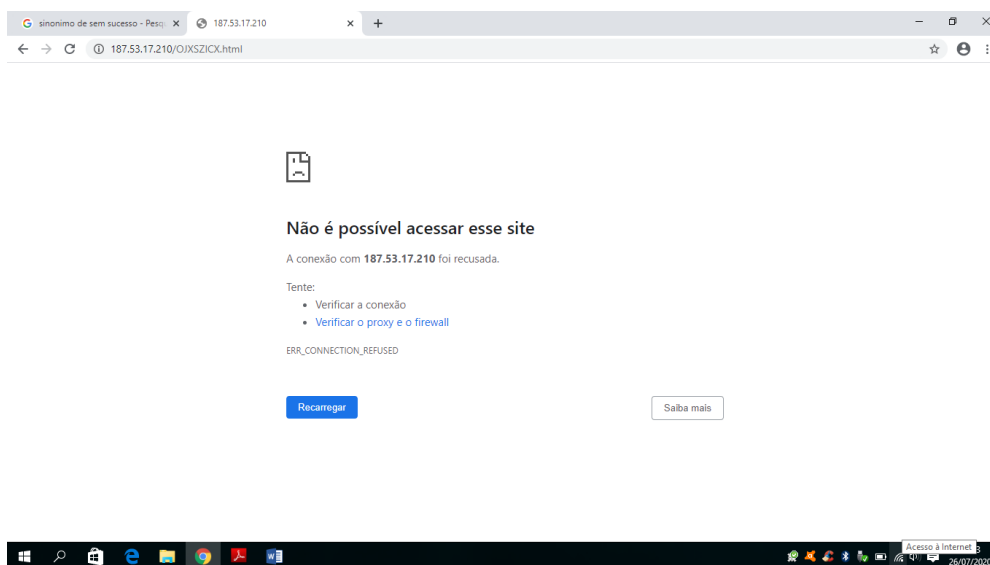 sinonimo de sem sucesso - Pesq
187.53.17.210
187.53.17.210/OJXSZICX.html
Não é possível acessar esse site
A conexão com 187.53.17.210 foi recusada.
Tente:
• Verificar a conexão
• Verificar o proxy e o firewall
ERR_CONNECTION_REFUSED
Recarregar
Saiba mais
Acesso à Internet
26/07/2020